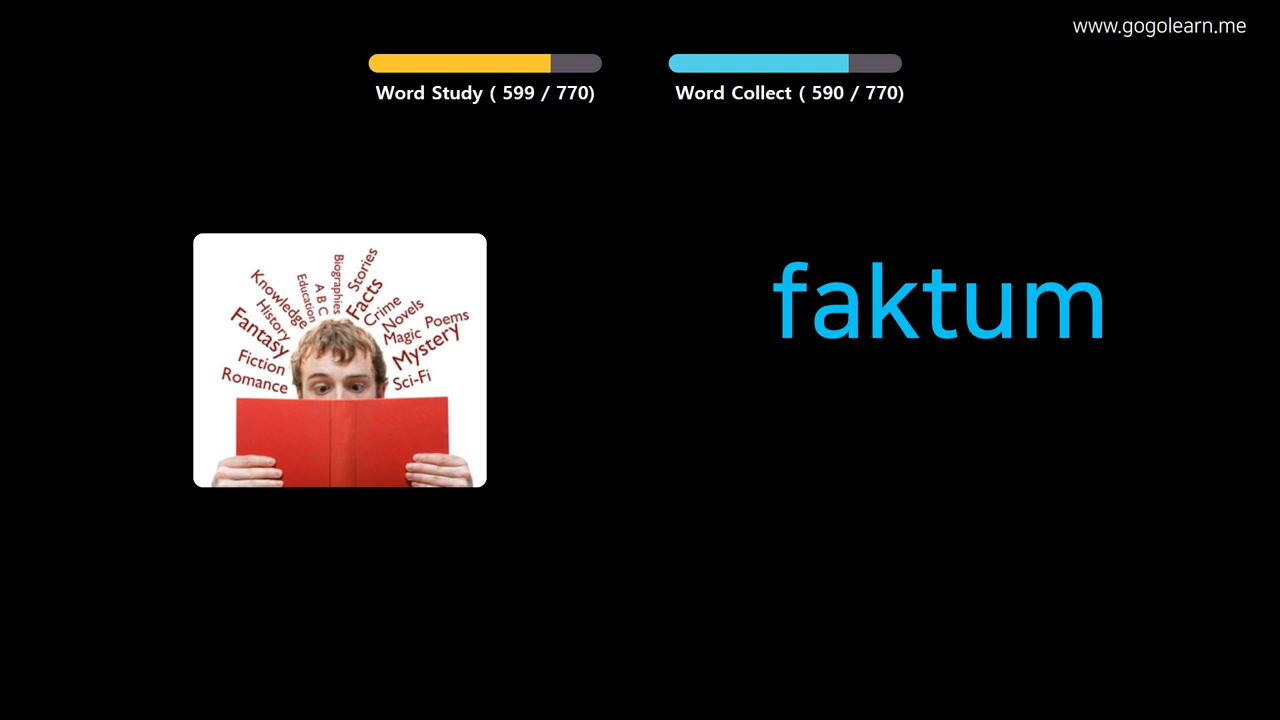 www.gogolearn.me
Word Study ( 599 / 770)
Word Collect ( 590 / 770)
faktum
Biographies
Stories
Knowledge
Education
A B C
Facts
History
Crime
Novels
Fantasy
Magic
Poems
Mystery
Fiction
Romance
Sci-Fi